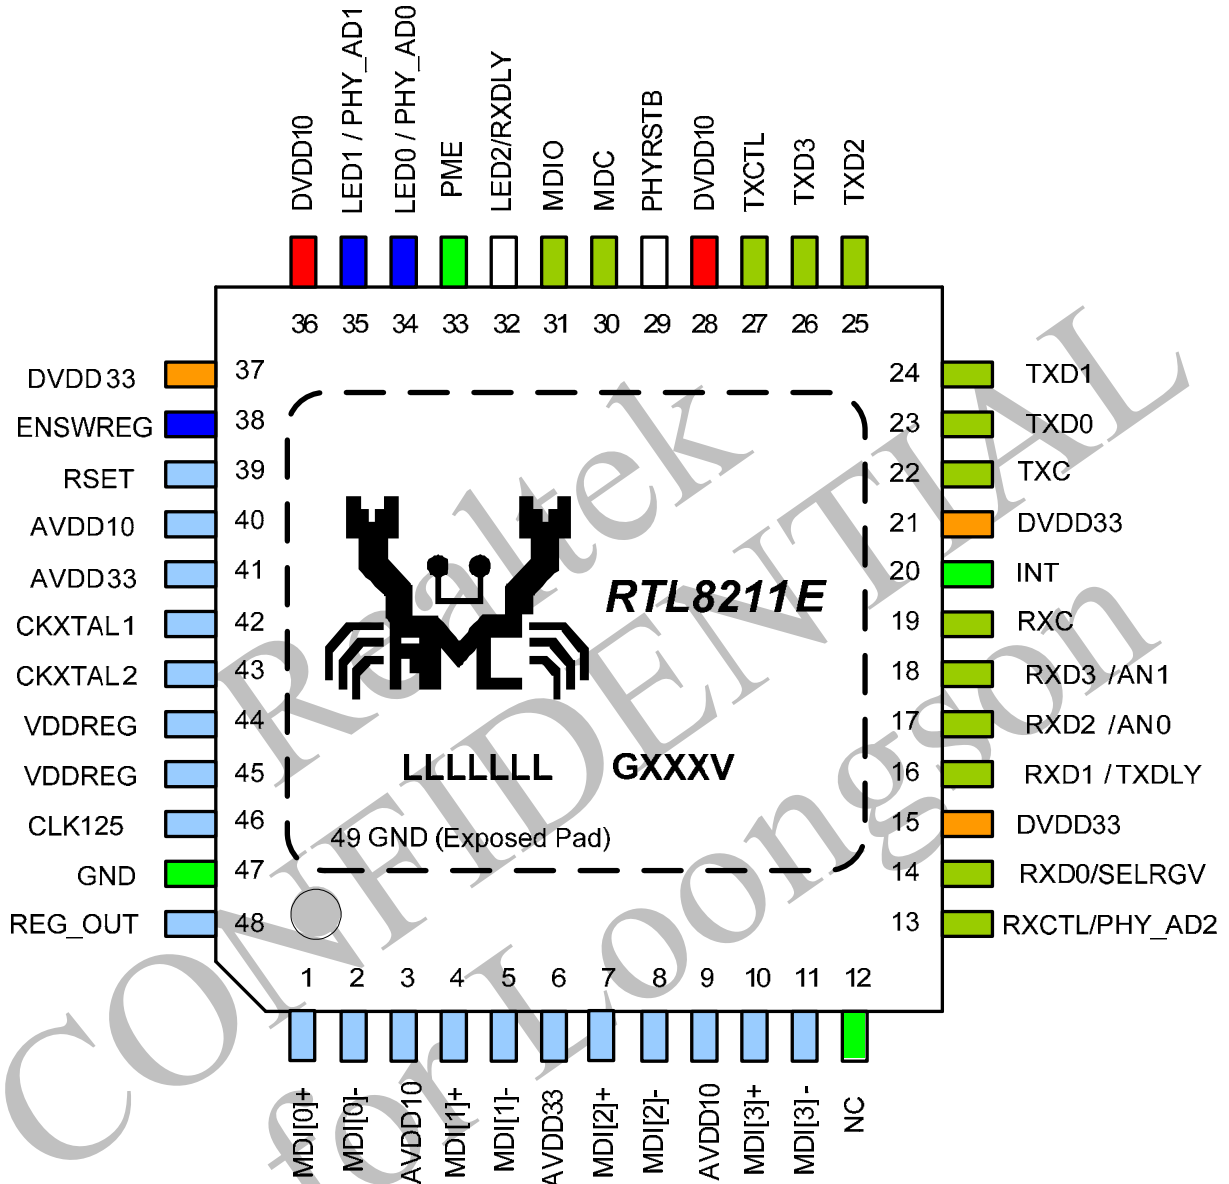 DVDD10
LED1 / PHY_AD1
LED0 / PHY_AD0
PME
LED2/RXDLY
MDIO
MDC
PHYRSTB
DVDD10
TXCTL
TXD3
TXD2
36 35 34 33 32 31 30 29 28 27 26 25
DVDD33 37
ENSWREG 38
RSET 39
AVDD10 40
AVDD33 41
CKXTAL1 42
CKXTAL2 43
VDDREG 44
VDDREG 45
CLK125 46
GND 47
REG_OUT 48
24 TXD1
23 TXD0
22 TXC
21 DVDD33
20 INT
19 RXC
18 RXD3 /AN1
17 RXD2 /AN0
16 RXD1 / TXDLY
15 DVDD33
14 RXD0/SELRGV
13 RXCTL/PHY_AD2
RTL8211E
LLLLLLL GXXXV
49 GND (Exposed Pad)
1 2 3 4 5 6 7 8 9 10 11 12
MDI[0]+
MDI[0]-
AVDD10
MDI[1]+
MDI[1]-
AVDD33
MDI[2]+
MDI[2]-
AVDD10
MDI[3]+
MDI[3]-
NC
Realtek
CONFIDENTIAL
for Loongson